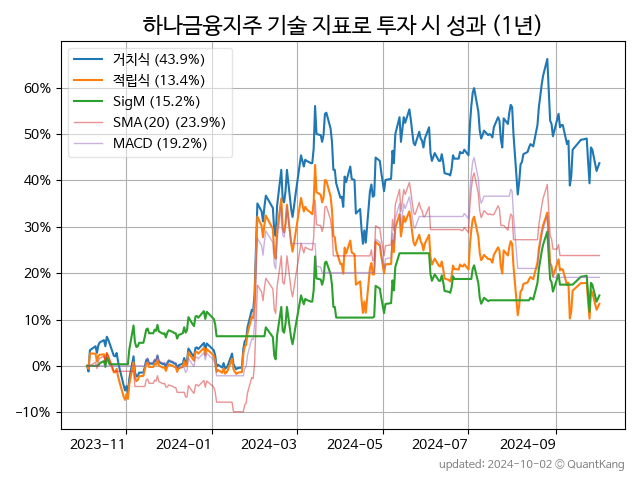 하나금융지주 기술 지표로 투자 시 성과 (1년)
거치식 (43.9%)
적립식 (13.4%)
SigM (15.2%)
SMA(20) (23.9%)
MACD (19.2%)
60%
50%
40%
30%
20%
10%
0%
−10%
2023-11 2024-01 2024-03 2024-05 2024-07 2024-09
updated: 2024-10-02 © QuantKang